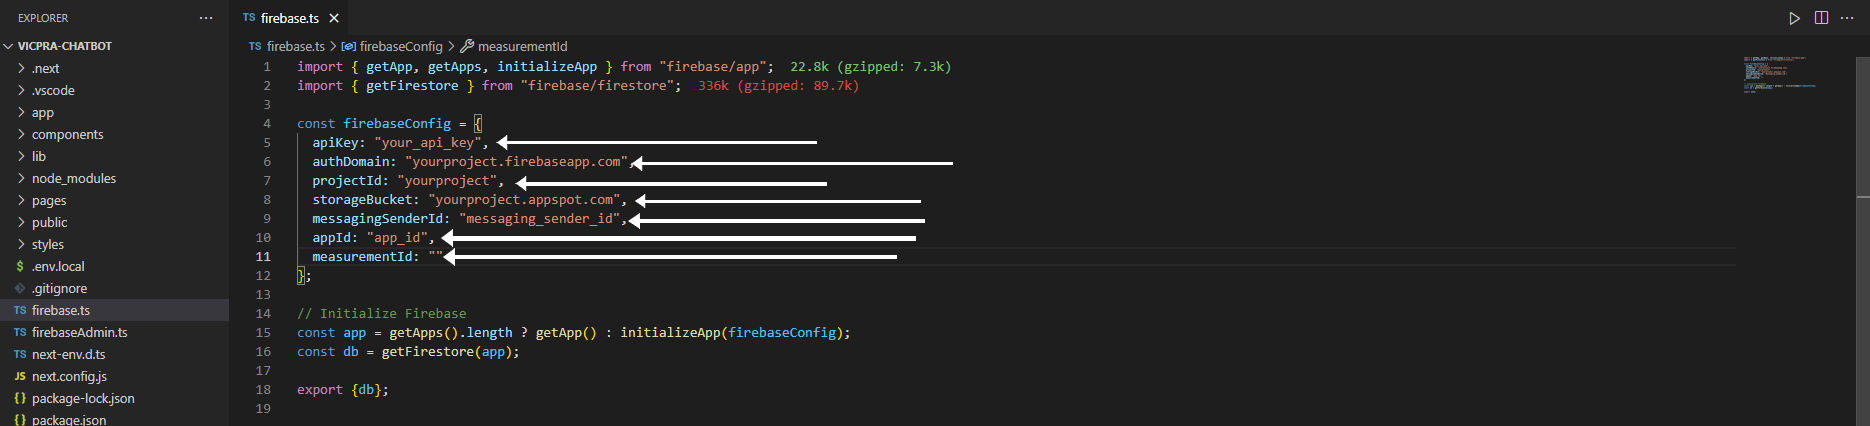 EXPLORER
···
VICPRA-CHATBOT
.next
.vscode
app
components
lib
node_modules
pages
public
styles
.env.local
.gitignore
TS firebase.ts
TS firebaseAdmin.ts
TS next-env.d.ts
JS next.config.js
{} package-lock.json
{} package.json
TS firebase.ts ×
TS firebase.ts > firebaseConfig > measurementId
1 import { getApp, getApps, initializeApp } from "firebase/app"; 22.8k (gzipped: 7.3k)
2 import { getFirestore } from "firebase/firestore"; 336k (gzipped: 89.7k)
3
4 const firebaseConfig = {
5 apiKey: "your_api_key",
6 authDomain: "yourproject.firebaseapp.com",
7 projectId: "yourproject",
8 storageBucket: "yourproject.appspot.com",
9 messagingSenderId: "messaging_sender_id",
10 appId: "app_id",
11 measurementId: ""
12 };
13
14 // Initialize Firebase
15 const app = getApps().length ? getApp() : initializeApp(firebaseConfig);
16 const db = getFirestore(app);
17
18 export {db};
19